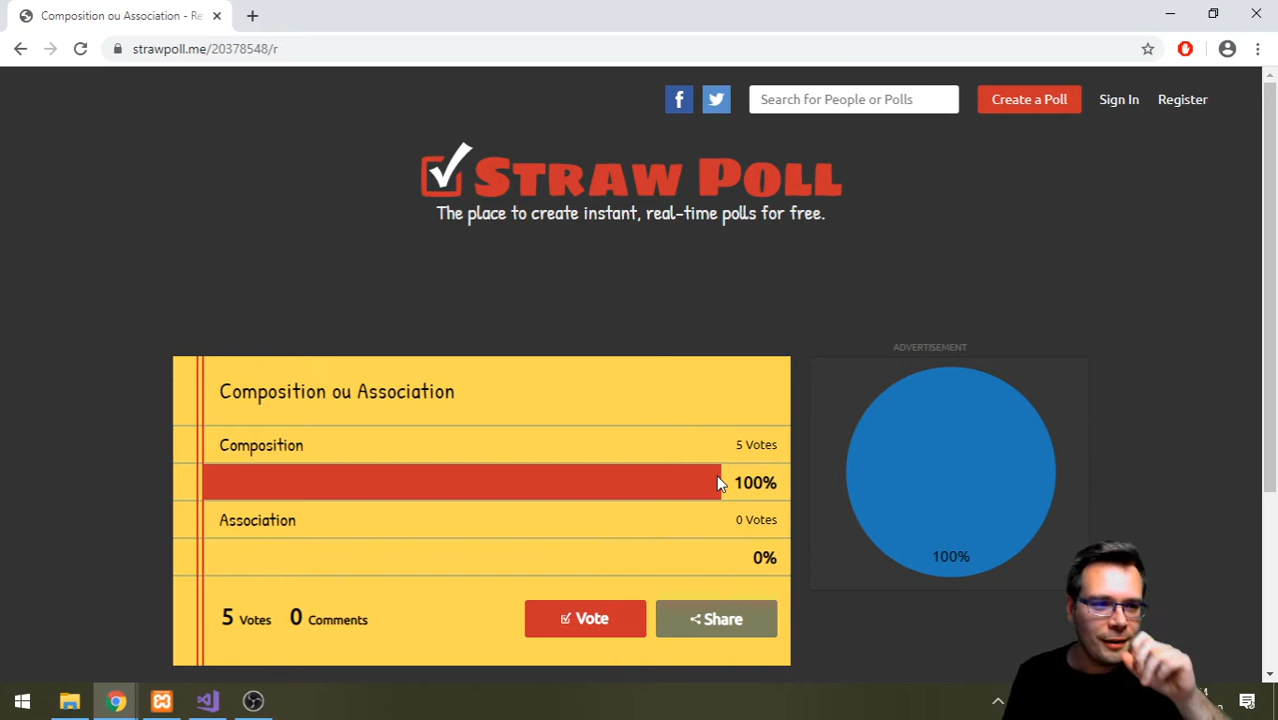 Composition ou Association - Re
strawpoll.me/20378548/r
f
Search for People or Polls
Create a Poll
Sign In
Register
STRAW POLL
The place to create instant, real-time polls for free.
ADVERTISEMENT
Composition ou Association
Composition
5 Votes
100%
Association
0 Votes
0%
5 Votes
0 Comments
Vote
Share
100%